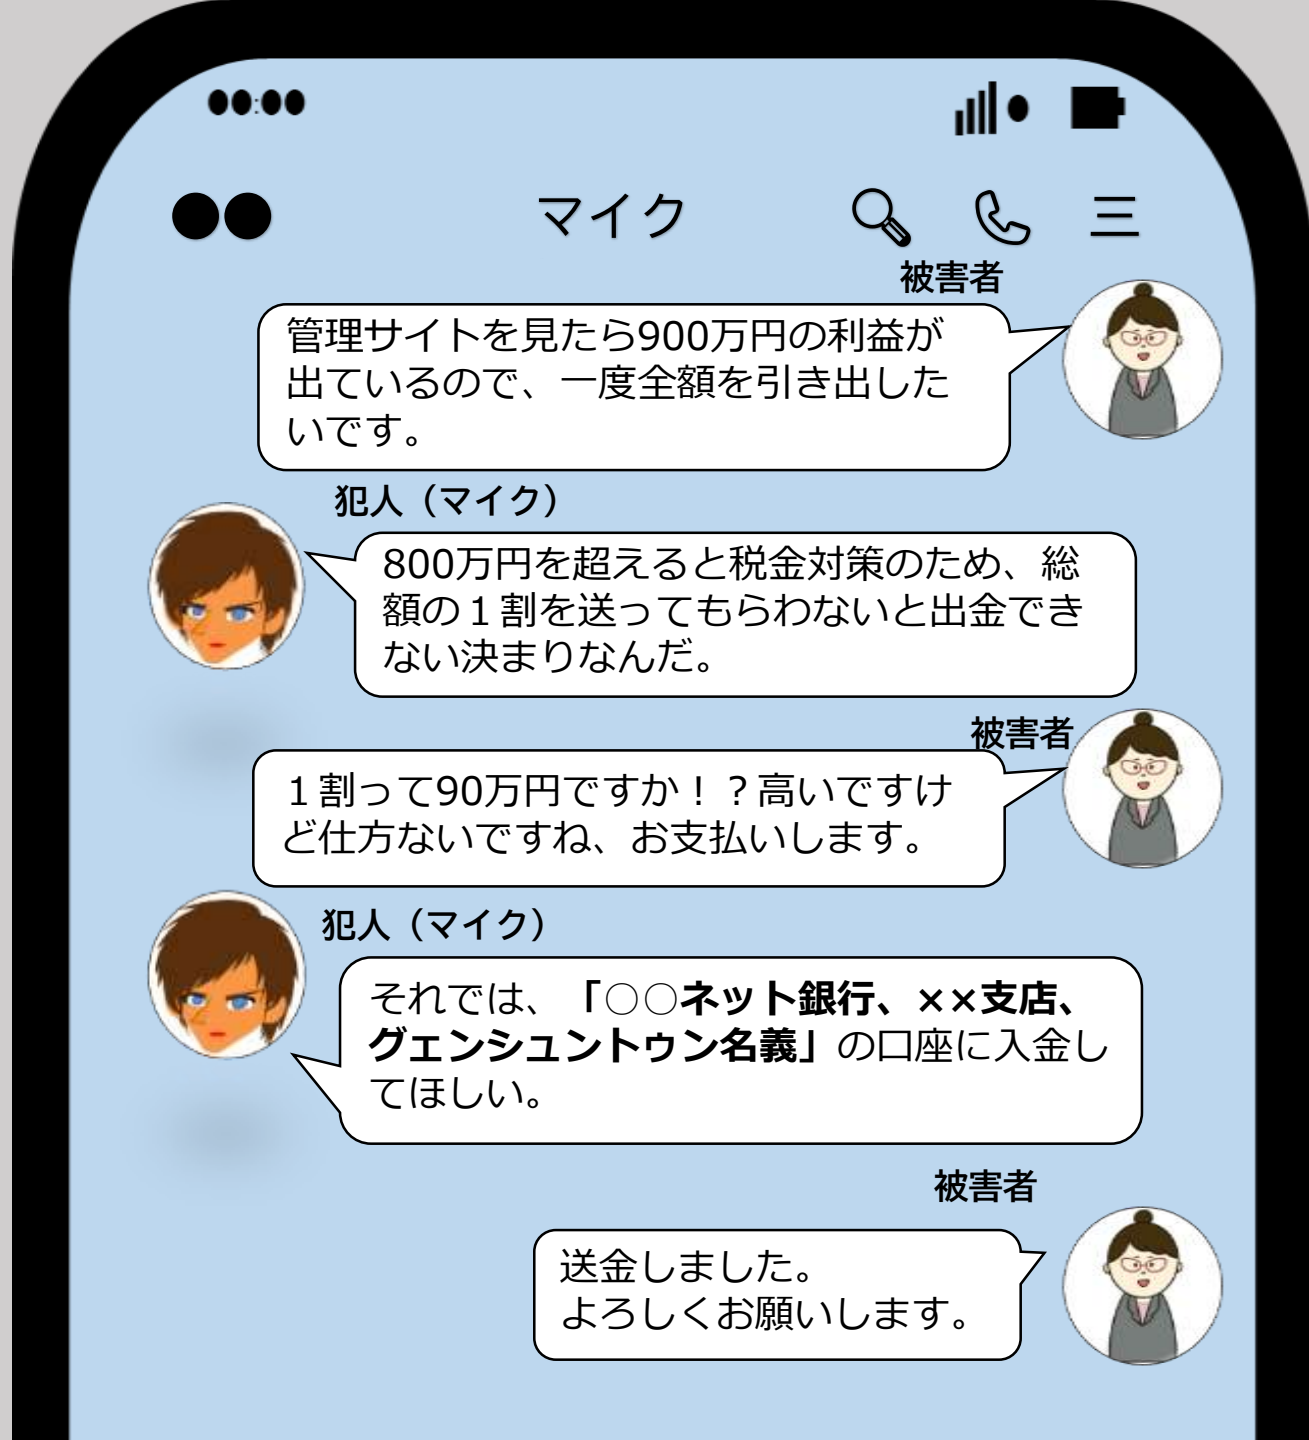 ●●:●●
●●
マイク
被害者
管理サイトを見たら900万円の利益が
出ているので、一度全額を引き出した
いです。
犯人（マイク）
800万円を超えると税金対策のため、総
額の１割を送ってもらわないと出金でき
ない決まりなんだ。
被害者
１割って90万円ですか！？高いですけ
ど仕方ないですね、お支払いします。
犯人（マイク）
それでは、「○○ネット銀行、××支店、
グェンシュントゥン名義」の口座に入金し
てほしい。
被害者
送金しました。
よろしくお願いします。